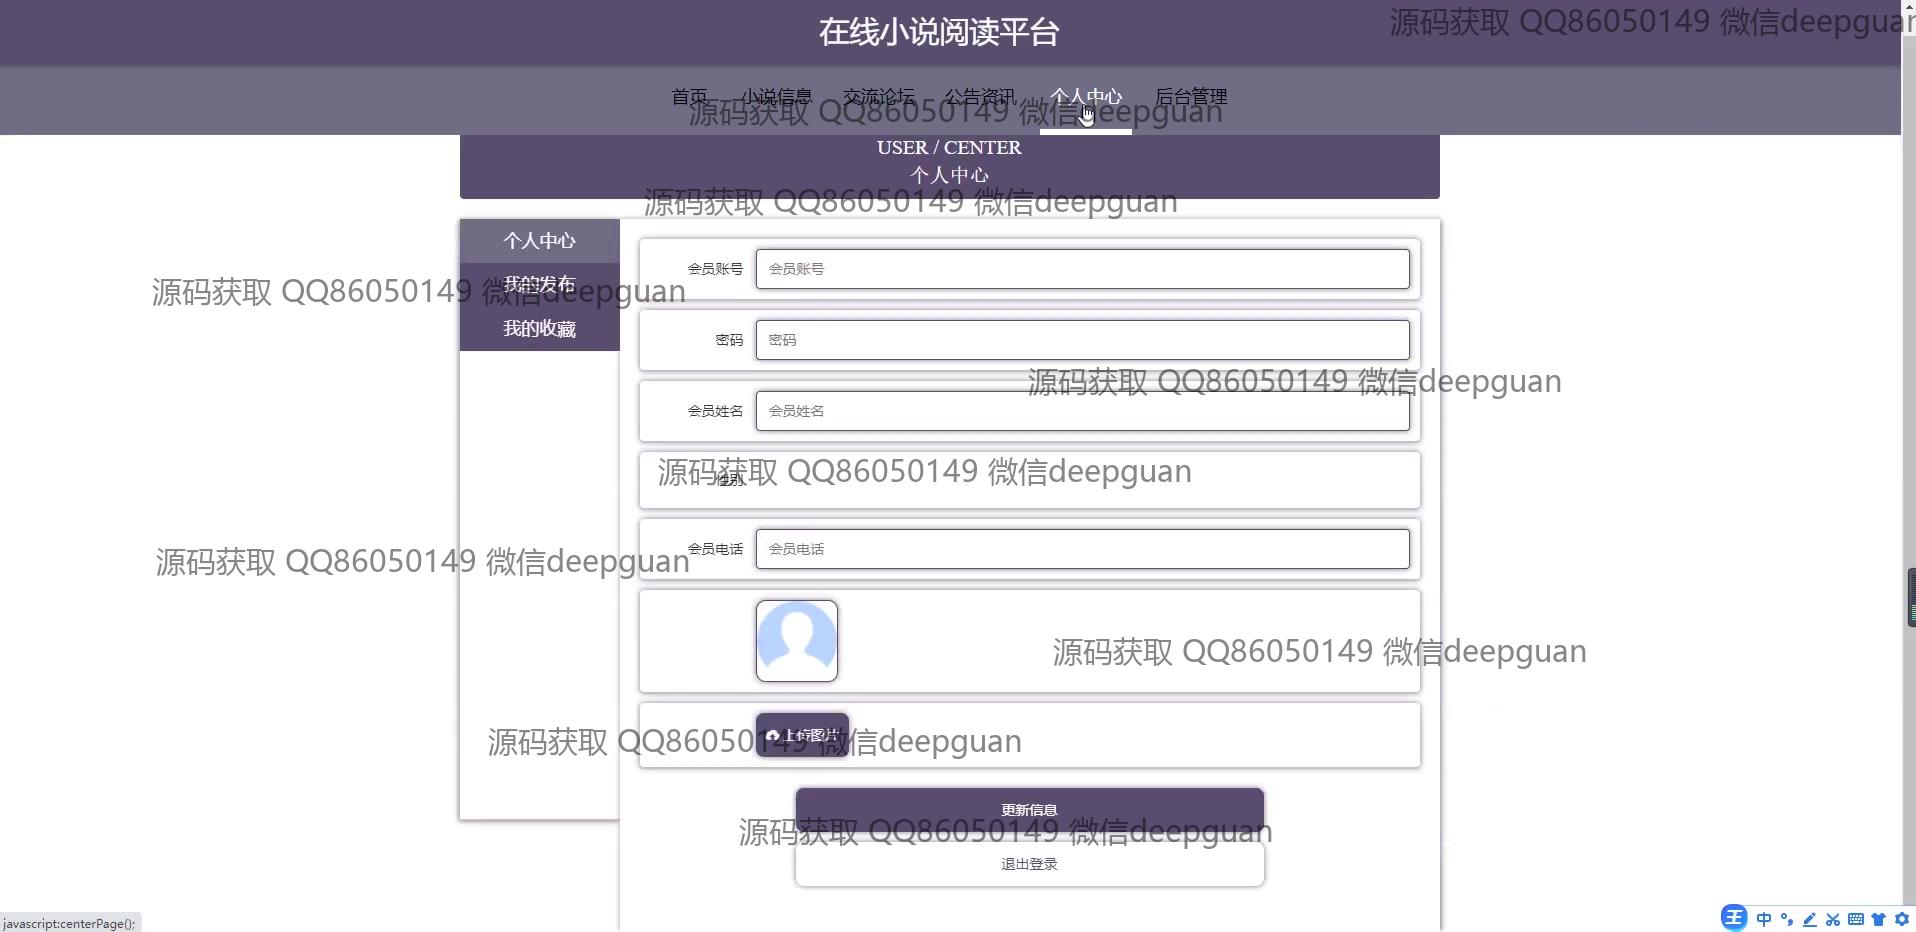 在线小说阅读平台
源码获取 QQ86050149 微信deepguan
首页 小说信息 交流论坛 公告资讯 个人中心 后台管理
源码获取 QQ86050149 微信deepguan
USER / CENTER
个人中心
源码获取 QQ86050149 微信deepguan
个人中心
会员账号 会员账号
我的发布
源码获取 QQ86050149 微信deepguan
我的收藏
密码 密码
源码获取 QQ86050149 微信deepguan
会员姓名 会员姓名
源码获取 QQ86050149 微信deepguan
性别
会员电话 会员电话
源码获取 QQ86050149 微信deepguan
源码获取 QQ86050149 微信deepguan
上传图片
源码获取 QQ86050149 微信deepguan
更新信息
源码获取 QQ86050149 微信deepguan
退出登录
javascript:centerPage();
王 中